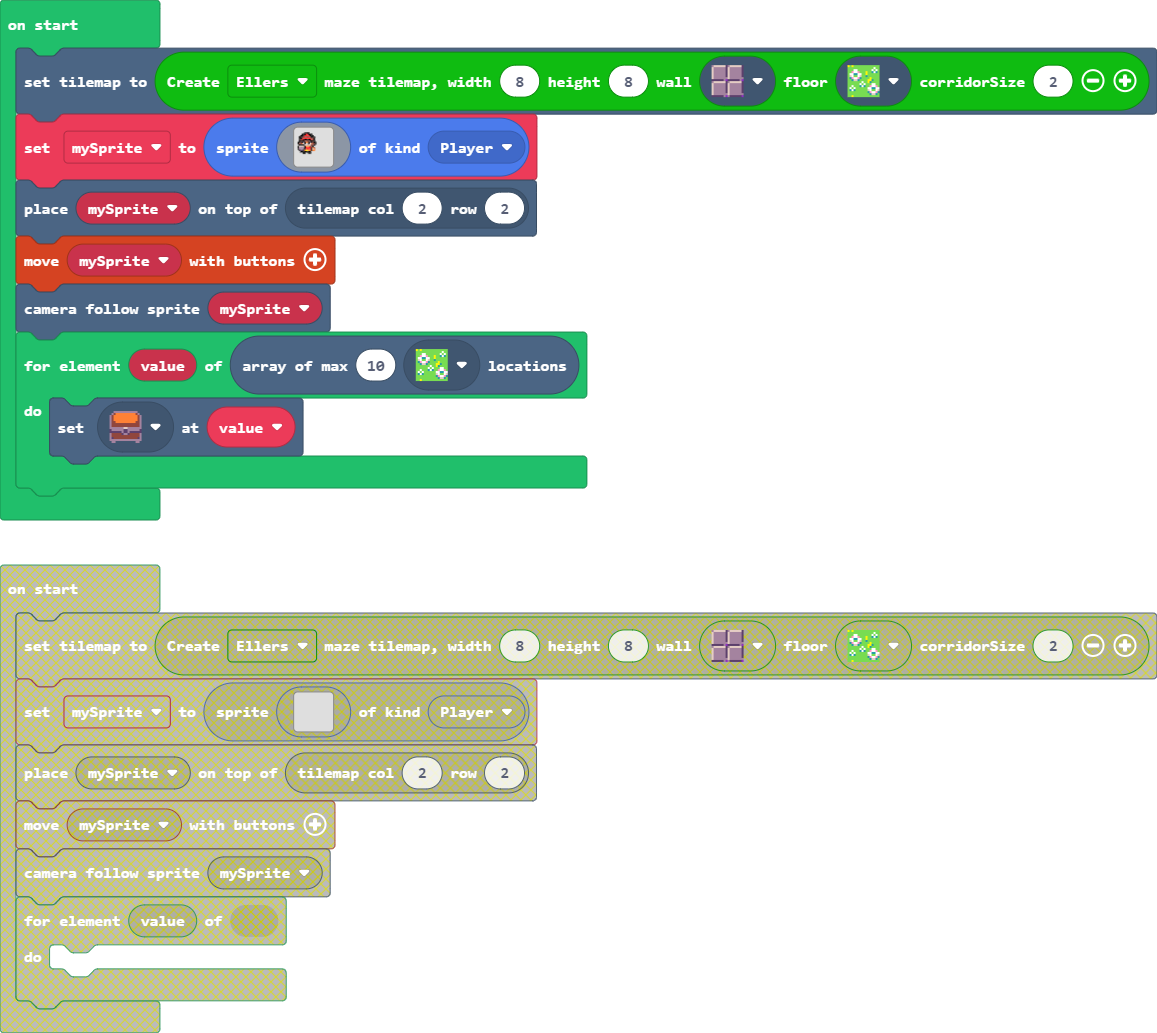 on start
set tilemap to Create Ellers maze tilemap, width 8 height 8 wall floor corridorSize 2
set mySprite to sprite of kind Player
place mySprite on top of tilemap col 2 row 2
move mySprite with buttons
camera follow sprite mySprite
for element value of array of max 10 locations
do
set at value
on start
set tilemap to Create Ellers maze tilemap, width 8 height 8 wall floor corridorSize 2
set mySprite to sprite of kind Player
place mySprite on top of tilemap col 2 row 2
move mySprite with buttons
camera follow sprite mySprite
for element value of
do